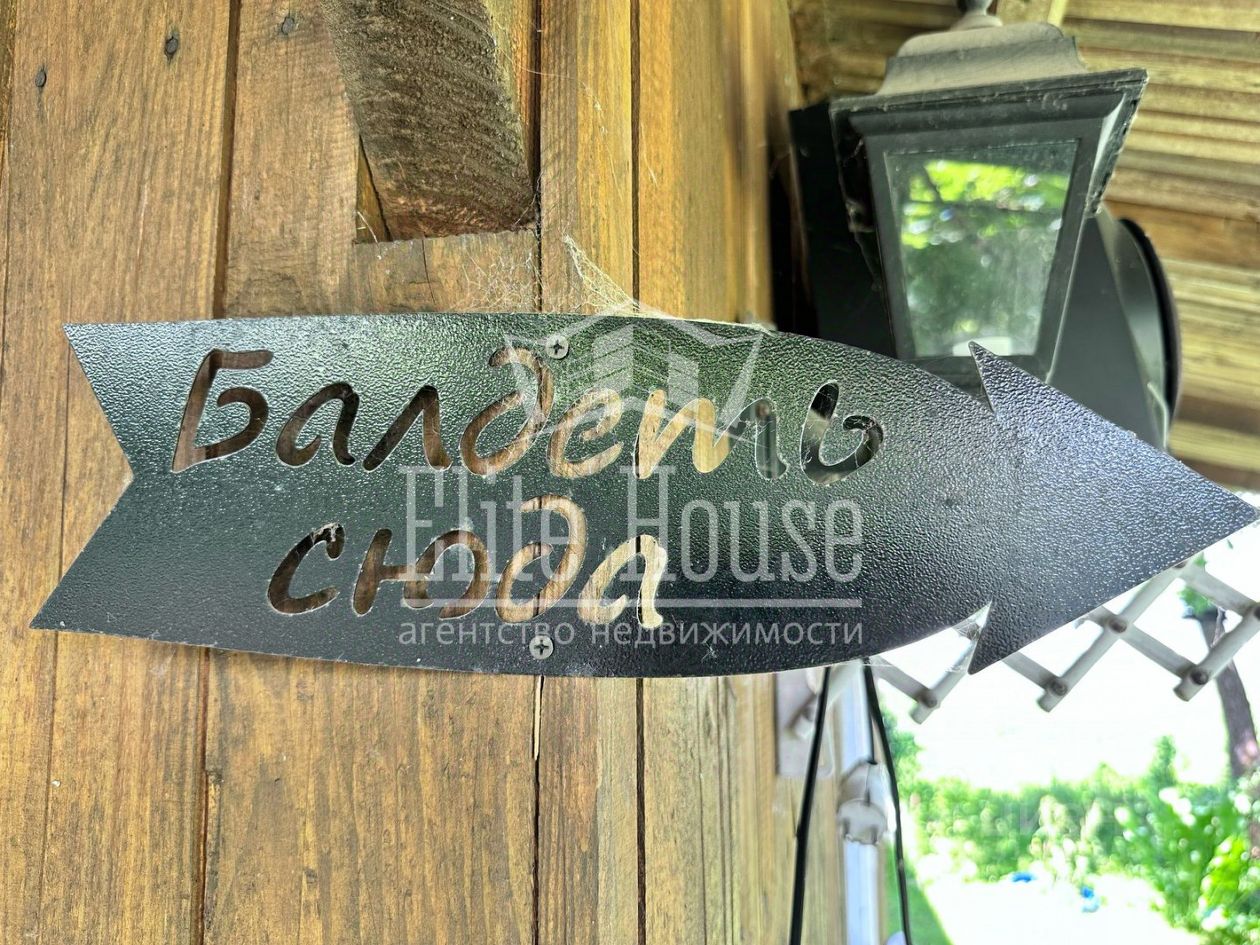 Балдеть
сюда
Elite House
агентство недвижимости